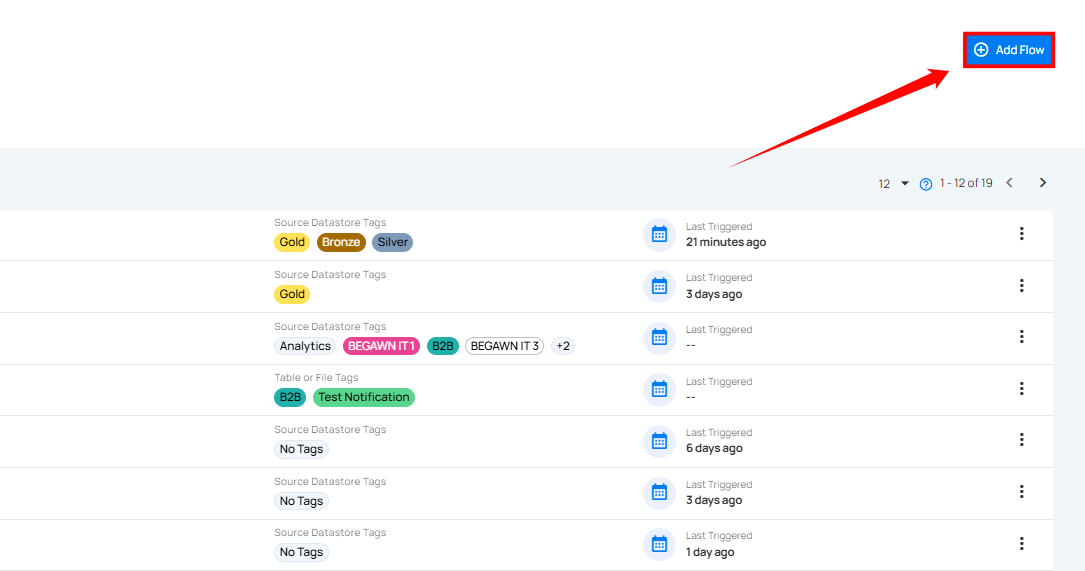 Add Flow
12 1 - 12 of 19
Source Datastore Tags
Gold Bronze Silver
Last Triggered
21 minutes ago
Source Datastore Tags
Gold
Last Triggered
3 days ago
Source Datastore Tags
Analytics BEGAWN IT 1 B2B BEGAWN IT 3 +2
Last Triggered
--
Table or File Tags
B2B Test Notification
Last Triggered
--
Source Datastore Tags
No Tags
Last Triggered
6 days ago
Source Datastore Tags
No Tags
Last Triggered
3 days ago
Source Datastore Tags
No Tags
Last Triggered
1 day ago